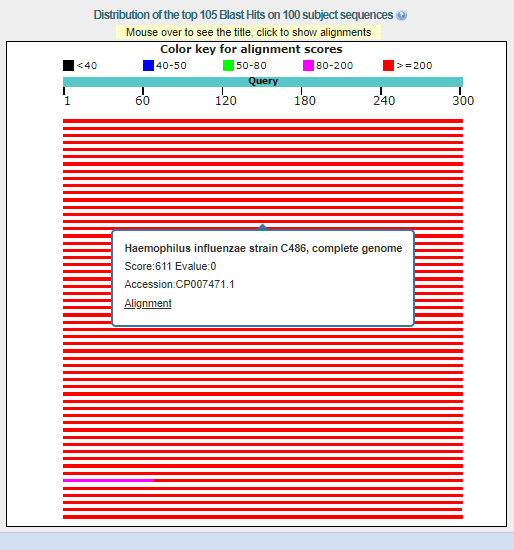 Distribution of the top 105 Blast Hits on 100 subject sequences ?
Mouse over to see the title, click to show alignments
Color key for alignment scores
<40 40-50 50-80 80-200 >=200
Query
1 60 120 180 240 300
Haemophilus influenzae strain C486, complete genome
Score:611 Evalue:0
Accession:CP007471.1
Alignment